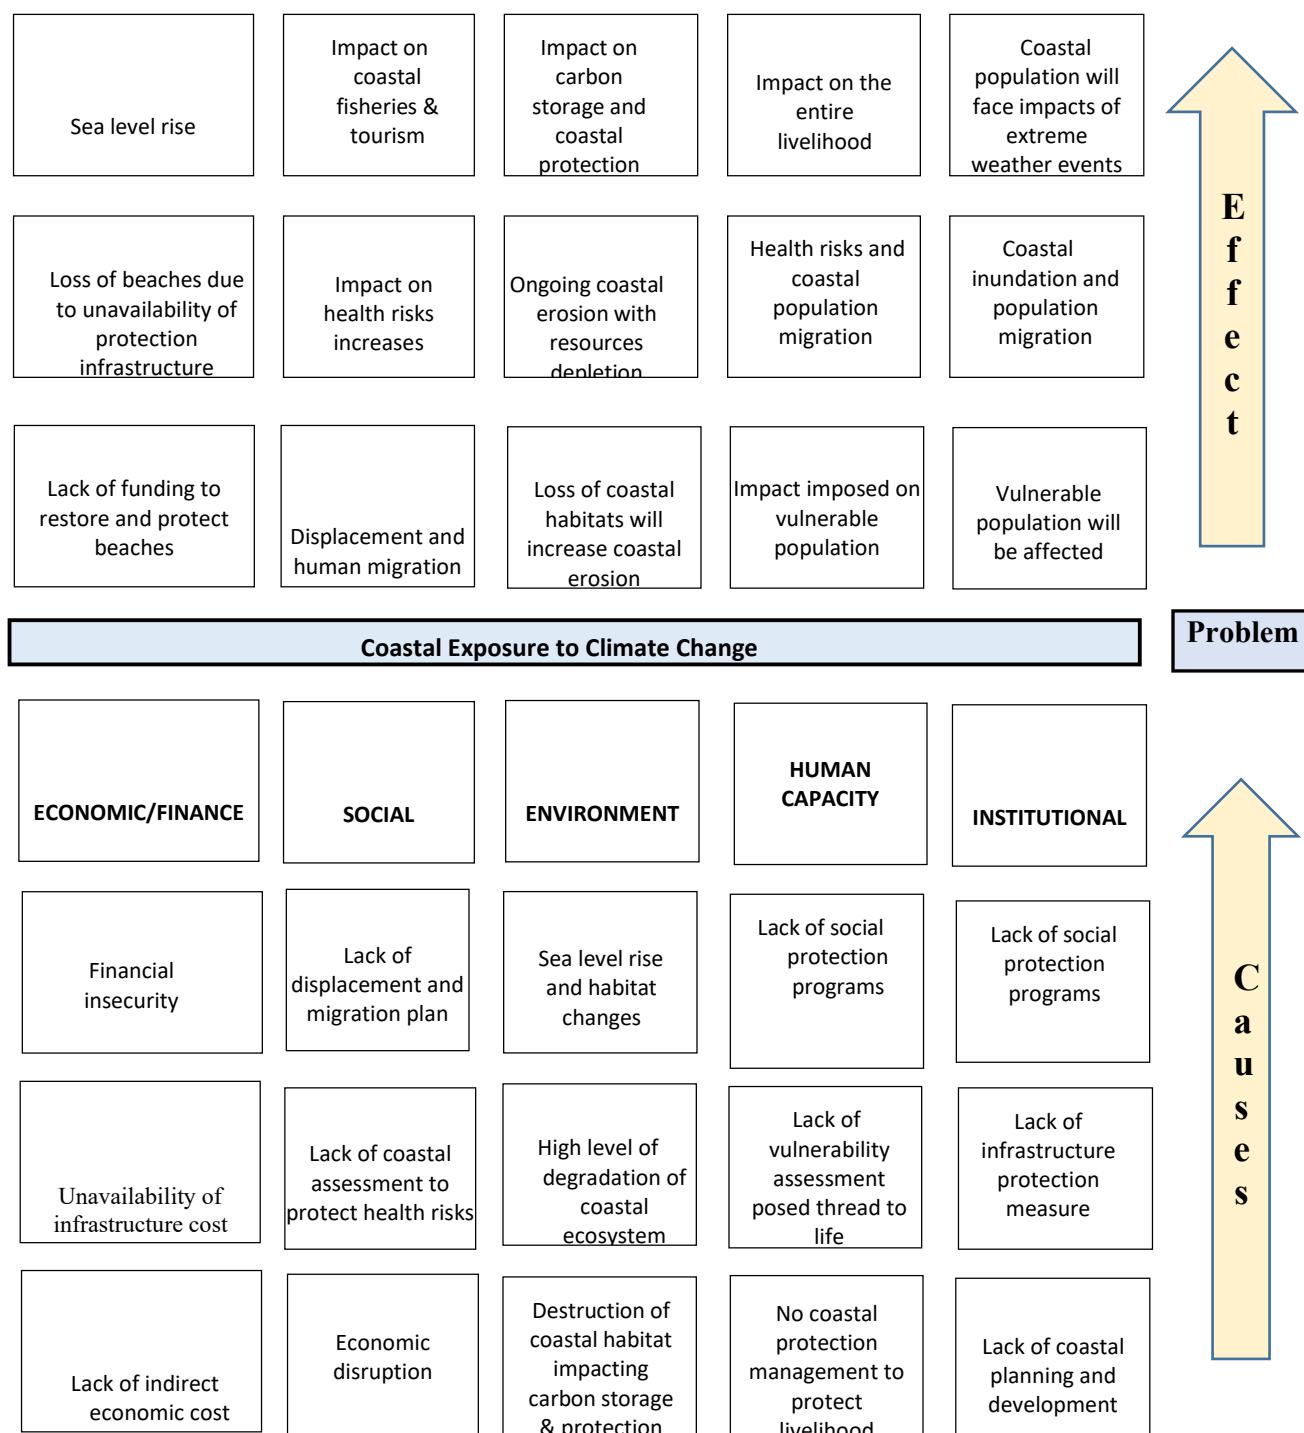 Sea level rise
Impact on
coastal
fisheries &
tourism
Impact on
carbon
storage and
coastal
protection
Impact on the
entire
livelihood
Coastal
population will
face impacts of
extreme
weather events
Loss of beaches due
to unavailability of
protection
infrastructure
Impact on
health risks
increases
Ongoing coastal
erosion with
resources
depletion
Health risks and
coastal
population
migration
Coastal
inundation and
population
migration
E
f
f
e
c
t
Lack of funding to
restore and protect
beaches
Displacement and
human migration
Loss of coastal
habitats will
increase coastal
erosion
Impact imposed on
vulnerable
population
Vulnerable
population will
be affected
Coastal Exposure to Climate Change
Problem
ECONOMIC/FINANCE
SOCIAL
ENVIRONMENT
HUMAN
CAPACITY
INSTITUTIONAL
Financial
insecurity
Lack of
displacement and
migration plan
Sea level rise
and habitat
changes
Lack of social
protection
programs
Lack of social
protection
programs
C
a
u
s
e
s
Unavailability of
infrastructure cost
Lack of coastal
assessment to
protect health risks
High level of
degradation of
coastal
ecosystem
Lack of
vulnerability
assessment
posed thread to
life
Lack of
infrastructure
protection
measure
Lack of indirect
economic cost
Economic
disruption
Destruction of
coastal habitat
impacting
carbon storage
& protection
No coastal
protection
management to
protect
livelihood
Lack of coastal
planning and
development